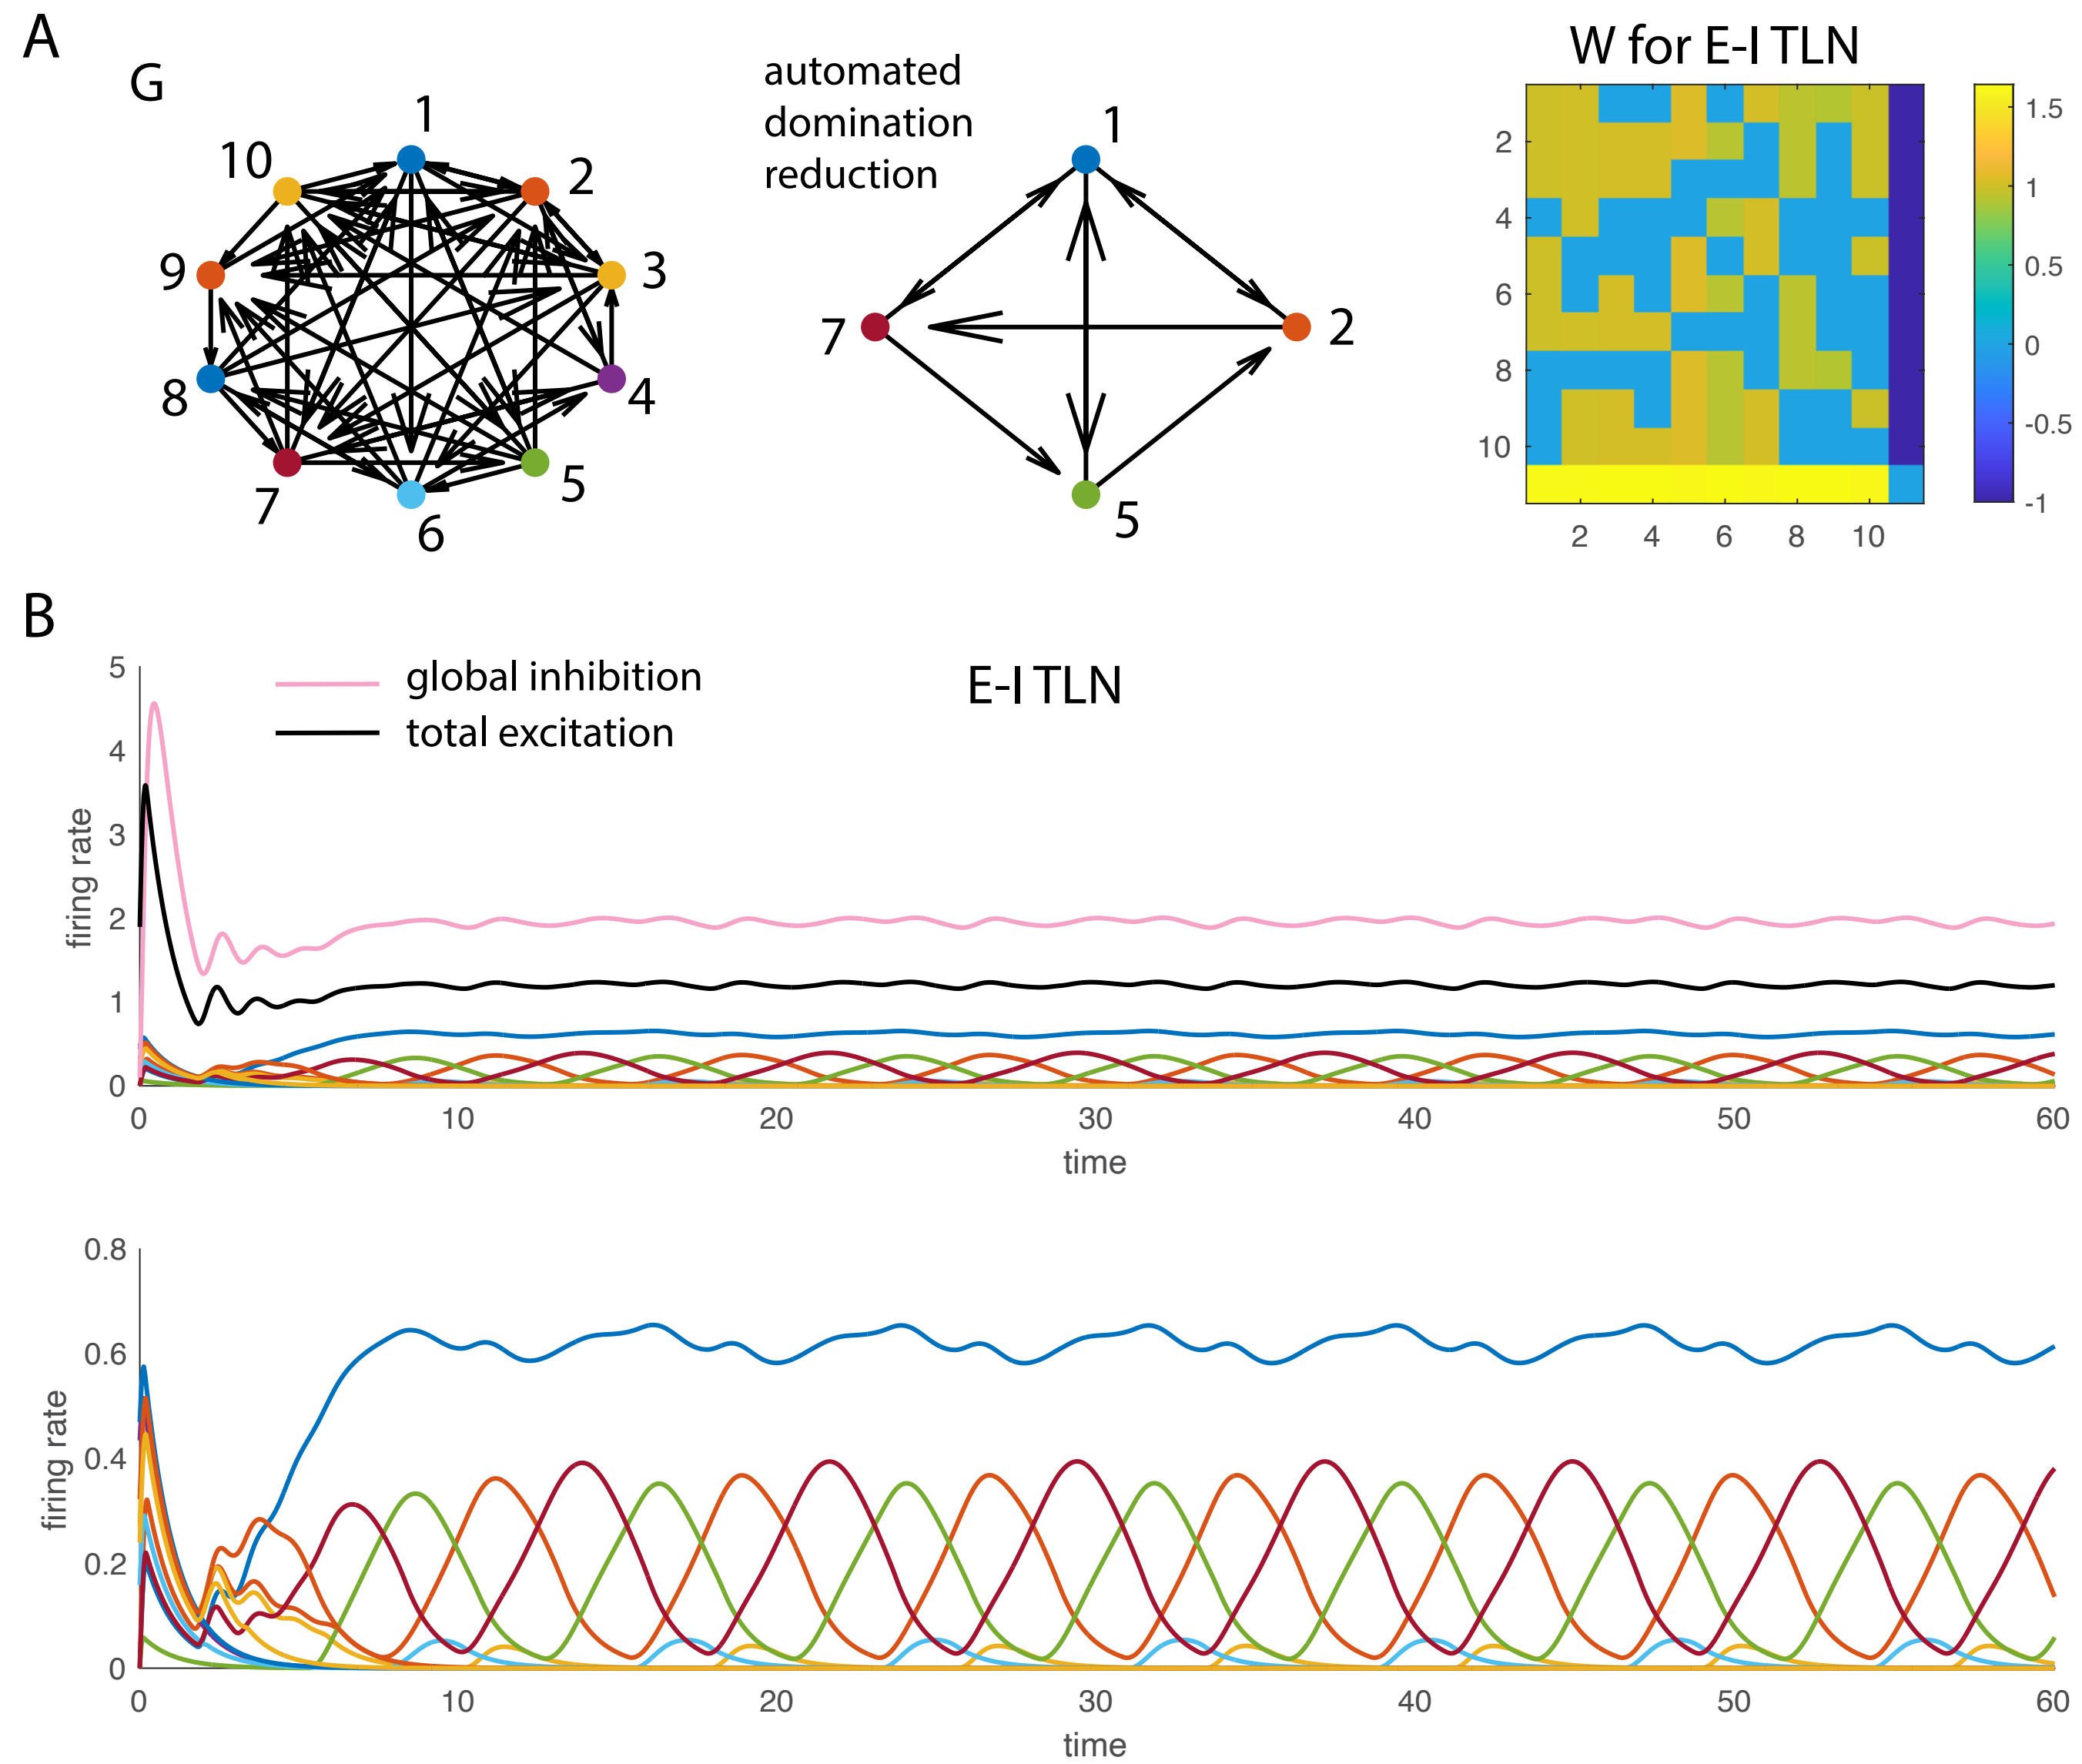 A
G
1
2
3
4
5
6
7
8
9
10
automated
domination
reduction
1
2
5
7
W for E-I TLN
2
4
6
8
10
2 4 6 8 10
1.5
1
0.5
0
-0.5
-1
B
E-I TLN
global inhibition
total excitation
firing rate
5
4
3
2
1
0
0 10 20 30 40 50 60
time
firing rate
0.8
0.6
0.4
0.2
0
0 10 20 30 40 50 60
time